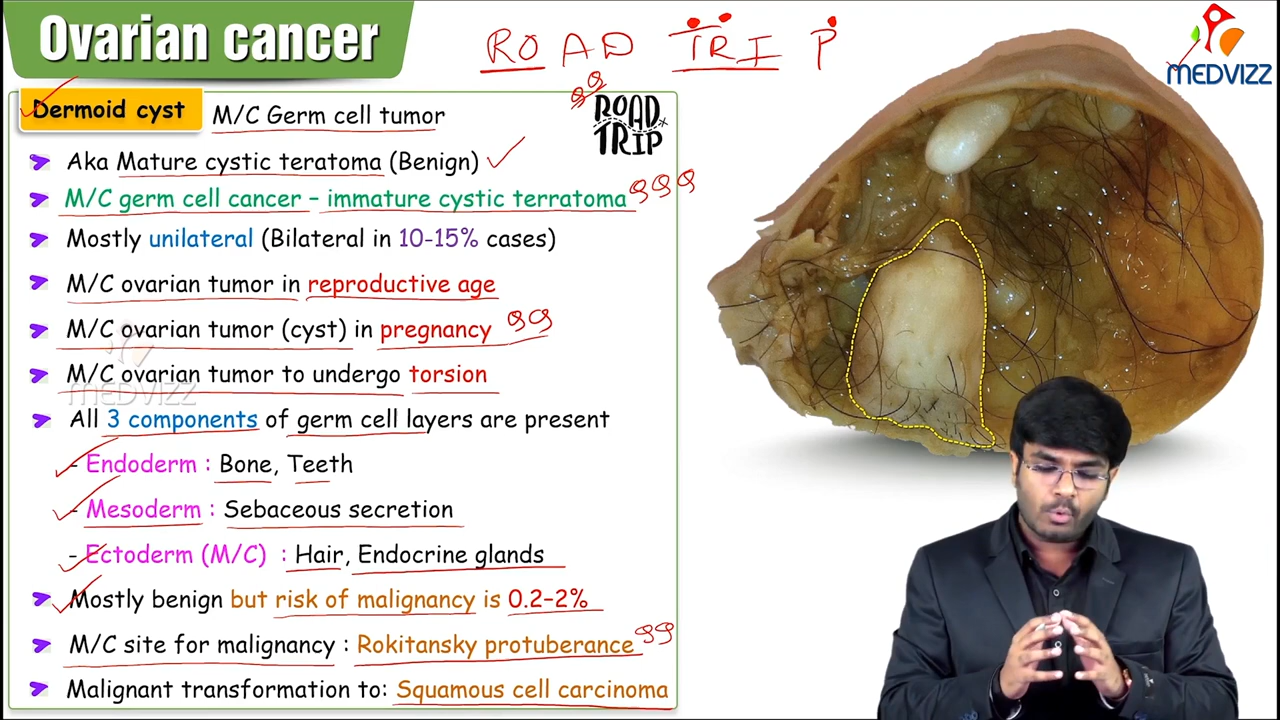 Ovarian cancer
ROAD TRIP
MEDVIZZ
Dermoid cyst M/C Germ cell tumor
ROAD TRIP
➢ Aka Mature cystic teratoma (Benign)
➢ M/C germ cell cancer – immature cystic terratoma
➢ Mostly unilateral (Bilateral in 10-15% cases)
➢ M/C ovarian tumor in reproductive age
➢ M/C ovarian tumor (cyst) in pregnancy
➢ M/C ovarian tumor to undergo torsion
MEDVIZZ
➢ All 3 components of germ cell layers are present
- Endoderm : Bone, Teeth
- Mesoderm : Sebaceous secretion
- Ectoderm (M/C) : Hair, Endocrine glands
➢ Mostly benign but risk of malignancy is 0.2-2%
➢ M/C site for malignancy : Rokitansky protuberance
➢ Malignant transformation to: Squamous cell carcinoma